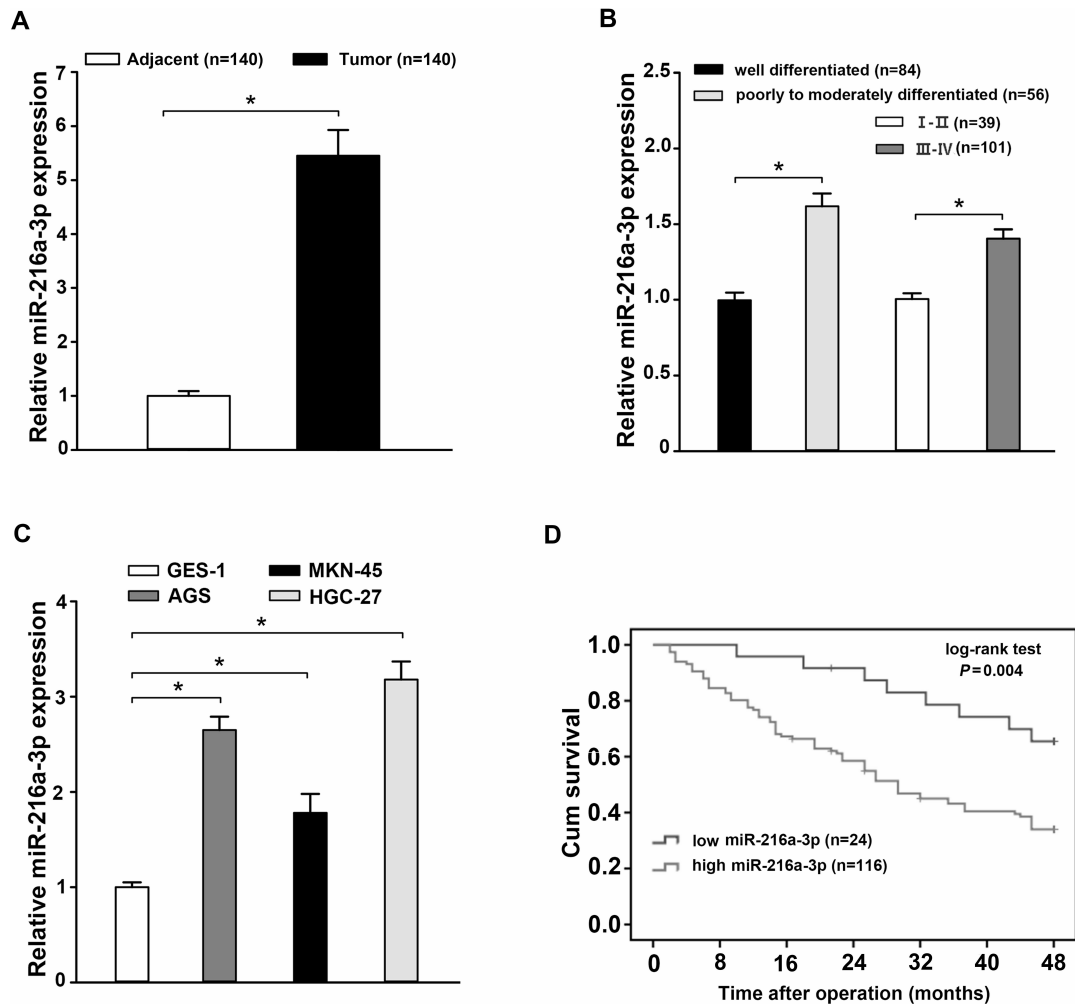 A
Adjacent (n=140)
Tumor (n=140)
Relative miR-216a-3p expression
7
6
5
4
3
2
1
0
*
B
well differentiated (n=84)
poorly to moderately differentiated (n=56)
I-II (n=39)
III-IV (n=101)
Relative miR-216a-3p expression
2.5
2.0
1.5
1.0
0.5
0
*
*
C
GES-1
MKN-45
AGS
HGC-27
Relative miR-216a-3p expression
4
3
2
1
0
*
*
*
D
log-rank test
P=0.004
Cum survival
1.0
0.8
0.6
0.4
0.2
0.0
low miR-216a-3p (n=24)
high miR-216a-3p (n=116)
0 8 16 24 32 40 48
Time after operation (months)